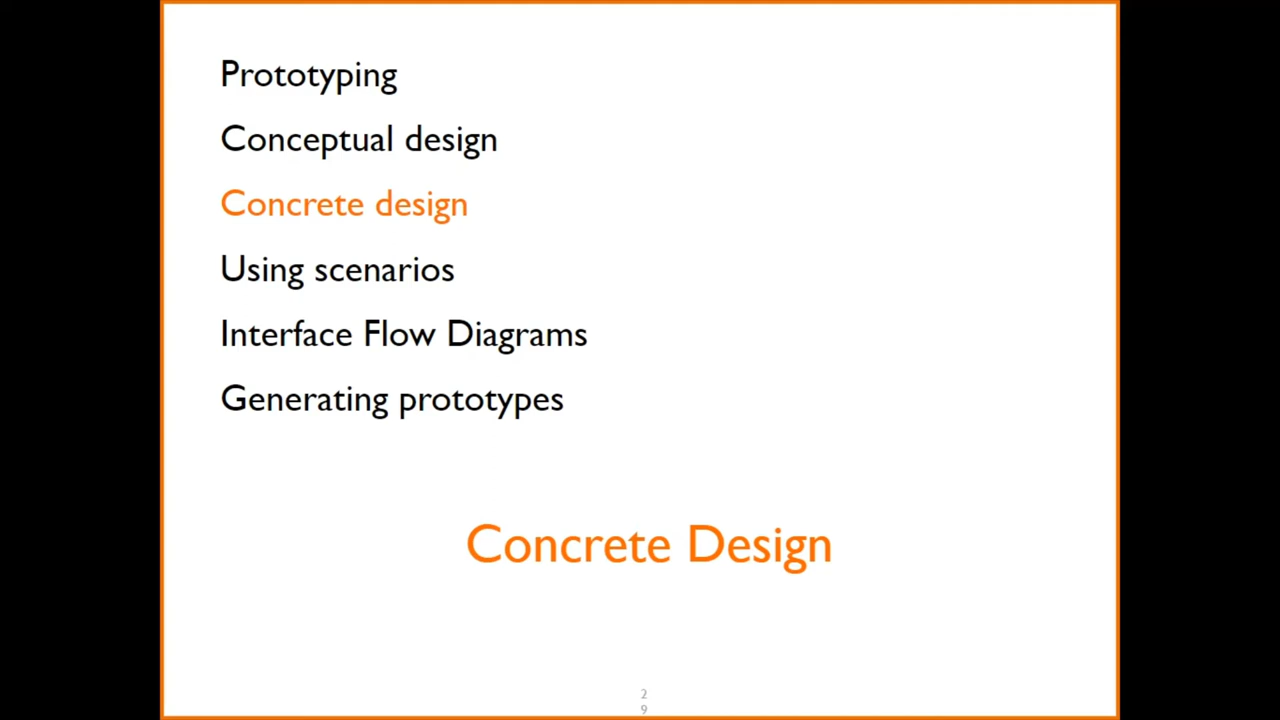 Prototyping
Conceptual design
Concrete design
Using scenarios
Interface Flow Diagrams
Generating prototypes
Concrete Design
2
9